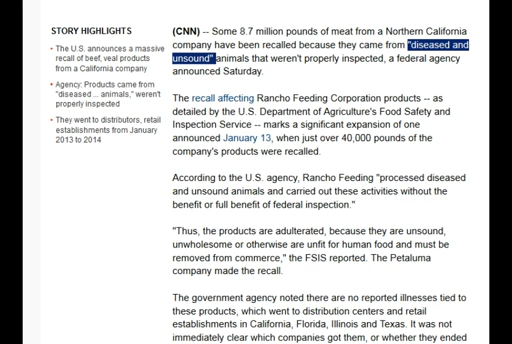 STORY HIGHLIGHTS
The U.S. announces a massive
recall of beef, veal products
from a California company
Agency: Products came from
"diseased ... animals," weren't
properly inspected
They went to distributors, retail
establishments from January
2013 to 2014
(CNN) -- Some 8.7 million pounds of meat from a Northern California
company have been recalled because they came from "diseased and
unsound" animals that weren't properly inspected, a federal agency
announced Saturday.
The recall affecting Rancho Feeding Corporation products -- as
detailed by the U.S. Department of Agriculture's Food Safety and
Inspection Service -- marks a significant expansion of one
announced January 13, when just over 40,000 pounds of the
company's products were recalled.
According to the U.S. agency, Rancho Feeding "processed diseased
and unsound animals and carried out these activities without the
benefit or full benefit of federal inspection."
"Thus, the products are adulterated, because they are unsound,
unwholesome or otherwise are unfit for human food and must be
removed from commerce," the FSIS reported. The Petaluma
company made the recall.
The government agency noted there are no reported illnesses tied to
these products, which went to distribution centers and retail
establishments in California, Florida, Illinois and Texas. It was not
immediately clear which companies got them, or whether they ended